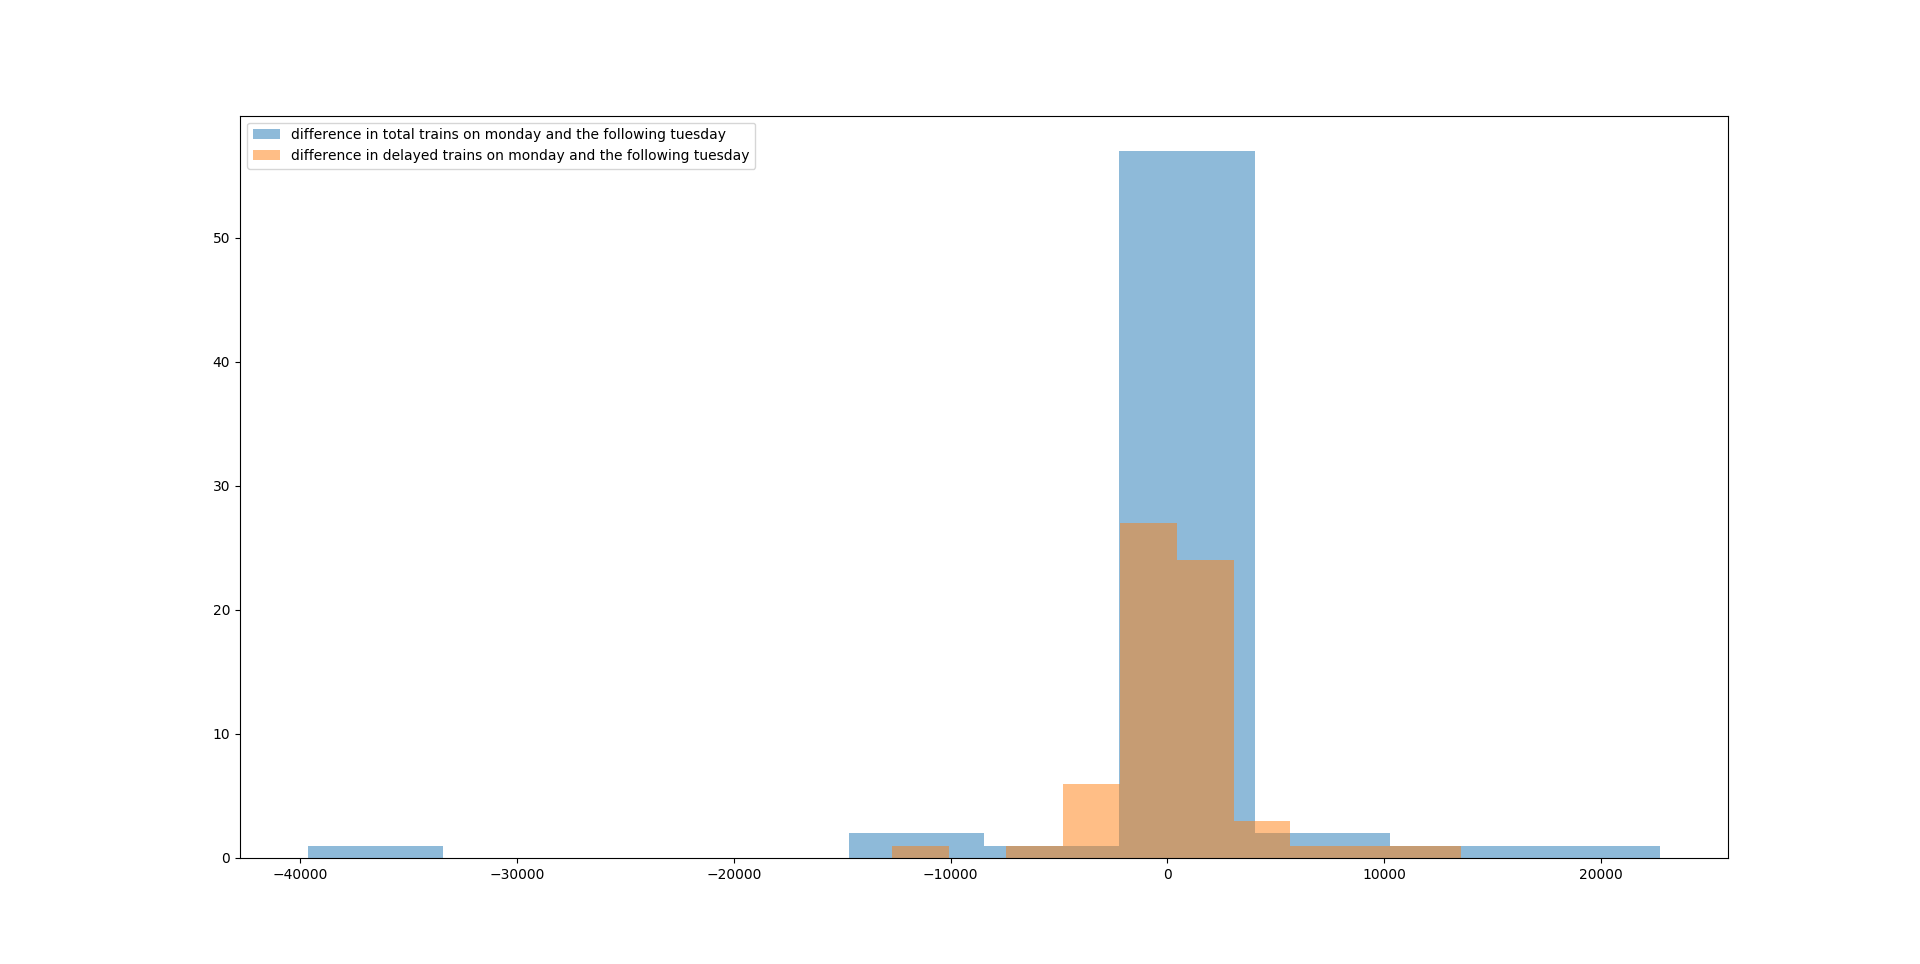 difference in total trains on monday and the following tuesday
difference in delayed trains on monday and the following tuesday
50
40
30
20
10
0
−40000 −30000 −20000 −10000 0 10000 20000